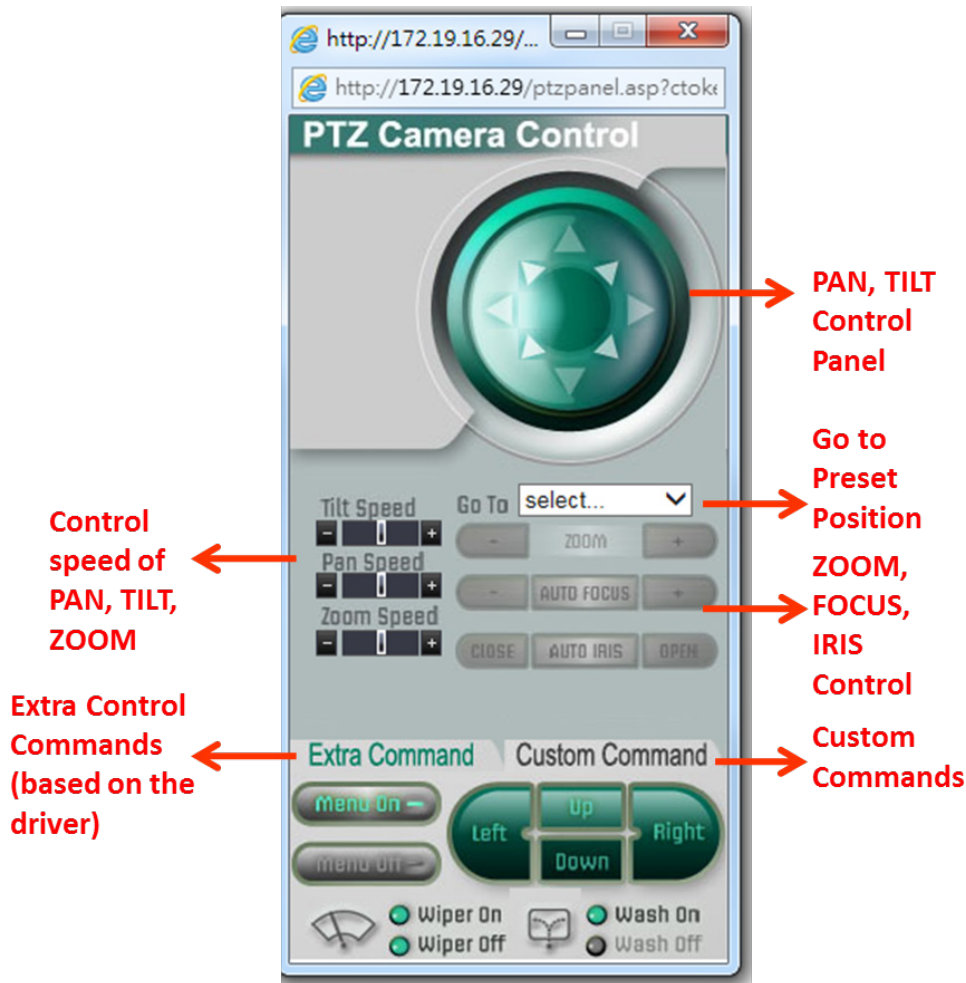 http://172.19.16.29/...
http://172.19.16.29/ptzpanel.asp?ctoke
PTZ Camera Control
PAN, TILT
Control
Panel
Go to
Preset
Position
Tilt Speed
Go To select...
- +
- ZOOM +
Pan Speed
- +
- AUTO FOCUS +
Zoom Speed
- +
CLOSE AUTO IRIS OPEN
Control
speed of
PAN, TILT,
ZOOM
ZOOM,
FOCUS,
IRIS
Control
Extra Control
Commands
(based on the
driver)
Extra Command Custom Command
Custom
Commands
Menu On
Menu Off
Left Up Right
Down
Wiper On
Wiper Off
Wash On
Wash Off